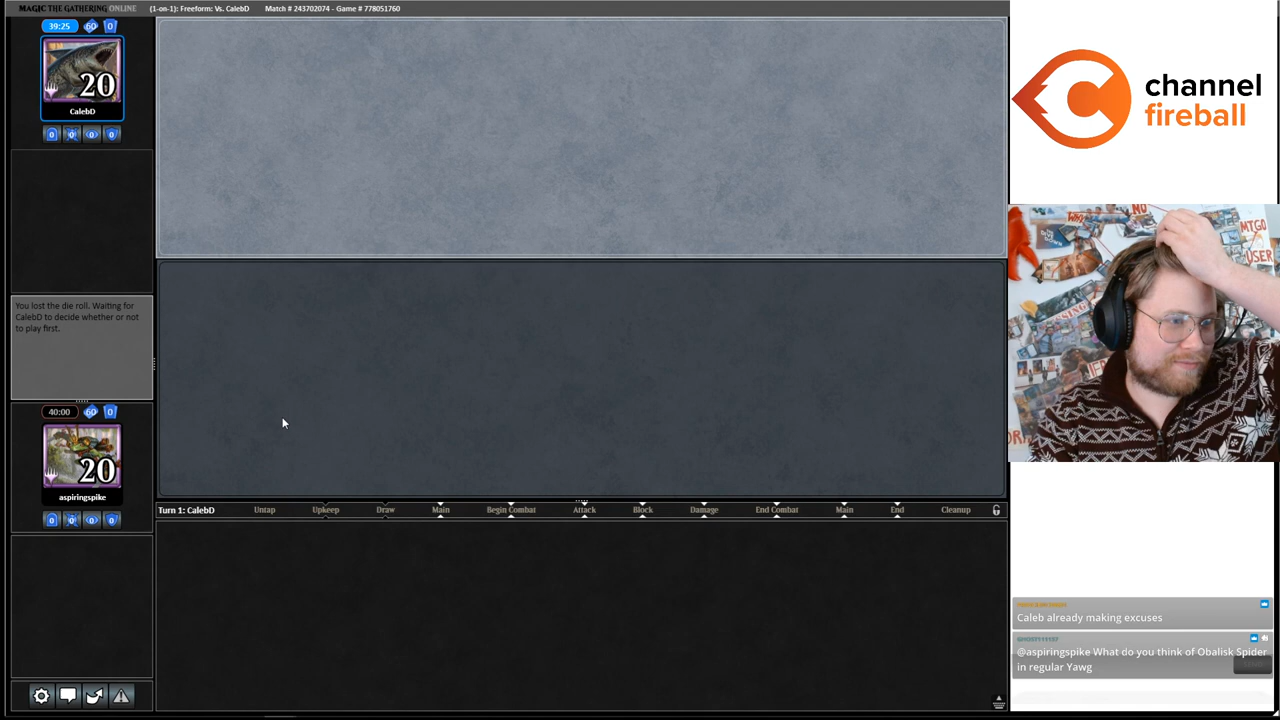 MAGIC THE GATHERING ONLINE (1-on-1): Freeform: Vs. CalebD Match # 243702074 - Game # 778051760
39:25 60 0
20
CalebD
0 0 0 0
You lost the die roll. Waiting for
CalebD to decide whether or not
to play first.
40:00 60 0
20
aspiringspike
0 0 0 0
Turn 1: CalebD Untap Upkeep Draw Main Begin Combat Attack Block Damage End Combat Main End Cleanup
channel
fireball
WHY
NO
MTGO
USER
Caleb already making excuses
@aspiringspike What do you think of Obalisk Spider
in regular Yawg